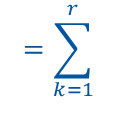 r
= ∑
k=1